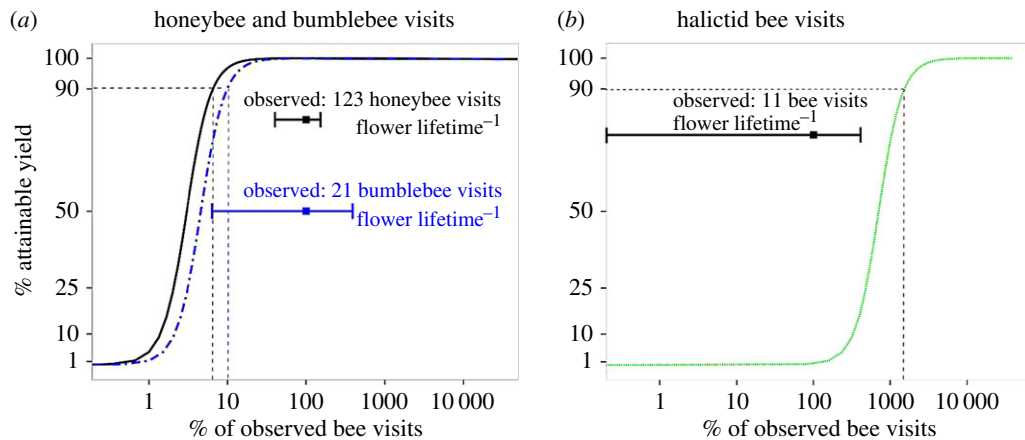 (a) honeybee and bumblebee visits
% attainable yield
100
90
50
25
10
1
observed: 123 honeybee visits
flower lifetime⁻¹
observed: 21 bumblebee visits
flower lifetime⁻¹
1 10 100 1000 10 000
% of observed bee visits
(b) halictid bee visits
100
90
50
25
10
1
observed: 11 bee visits
flower lifetime⁻¹
1 100 1000 10 000
% of observed bee visits